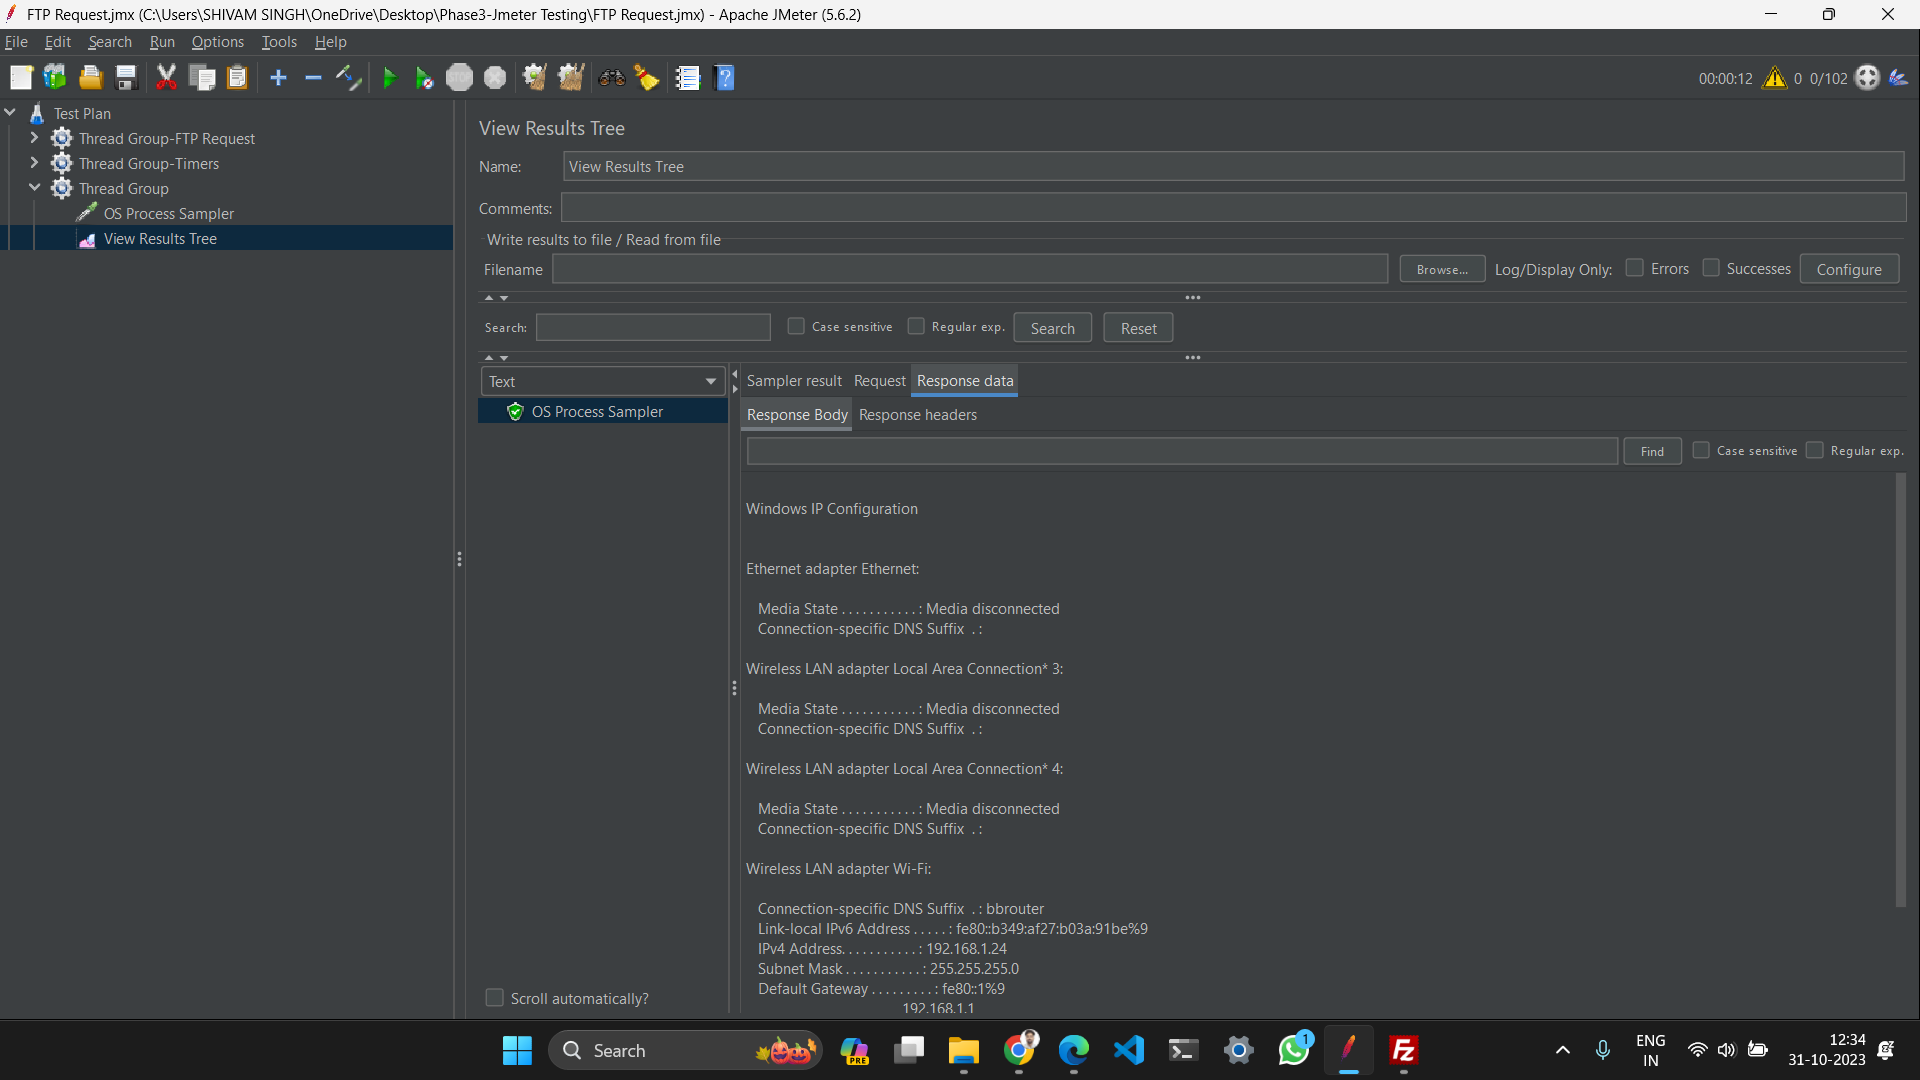 FTP Request.jmx (C:\Users\SHIVAM SINGH\OneDrive\Desktop\Phase3-Jmeter Testing\FTP Request.jmx) - Apache JMeter (5.6.2)
File Edit Search Run Options Tools Help
STOP
00:00:12 0 0/102
Test Plan
Thread Group-FTP Request
Thread Group-Timers
Thread Group
OS Process Sampler
View Results Tree
View Results Tree
Name: View Results Tree
Comments:
Write results to file / Read from file
Filename Browse... Log/Display Only: Errors Successes Configure
Search: Case sensitive Regular exp. Search Reset
Text
OS Process Sampler
Scroll automatically?
Sampler result Request Response data
Response Body Response headers
Find Case sensitive Regular exp.
Windows IP Configuration
Ethernet adapter Ethernet:
Media State . . . . . . . . . . . : Media disconnected
Connection-specific DNS Suffix  . :
Wireless LAN adapter Local Area Connection* 3:
Media State . . . . . . . . . . . : Media disconnected
Connection-specific DNS Suffix  . :
Wireless LAN adapter Local Area Connection* 4:
Media State . . . . . . . . . . . : Media disconnected
Connection-specific DNS Suffix  . :
Wireless LAN adapter Wi-Fi:
Connection-specific DNS Suffix  . : bbrouter
Link-local IPv6 Address . . . . . : fe80::b349:af27:b03a:91be%9
IPv4 Address. . . . . . . . . . . : 192.168.1.24
Subnet Mask . . . . . . . . . . . : 255.255.255.0
Default Gateway . . . . . . . . . : fe80::1%9
192.168.1.1
Search
PRE
1
Fz
ENG
IN
12:34
31-10-2023